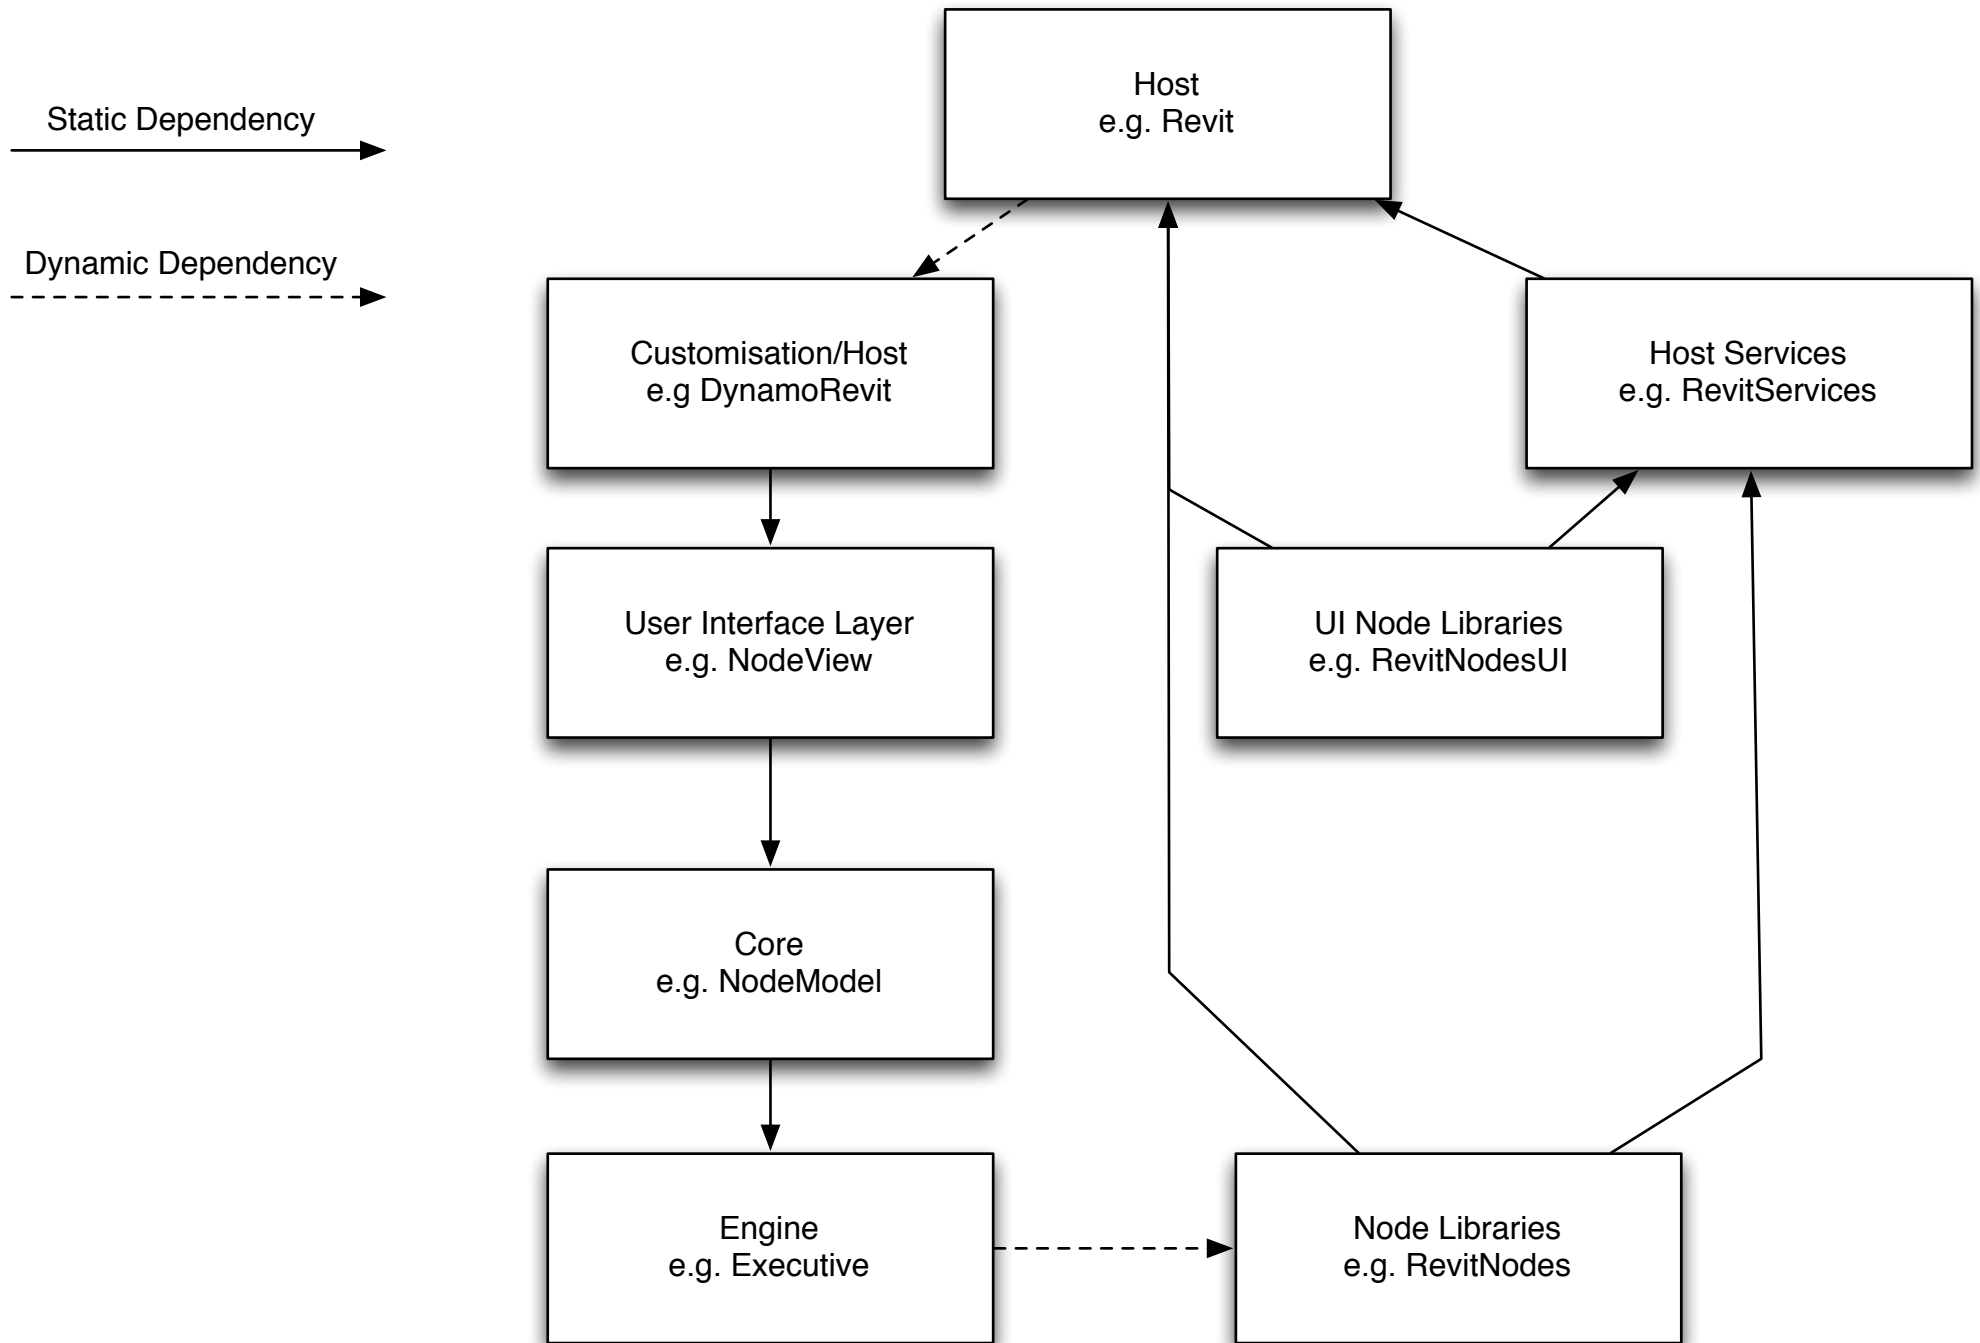 Host
e.g. Revit
Static Dependency
Dynamic Dependency
Customisation/Host
e.g DynamoRevit
Host Services
e.g. RevitServices
User Interface Layer
e.g. NodeView
UI Node Libraries
e.g. RevitNodesUI
Core
e.g. NodeModel
Engine
e.g. Executive
Node Libraries
e.g. RevitNodes